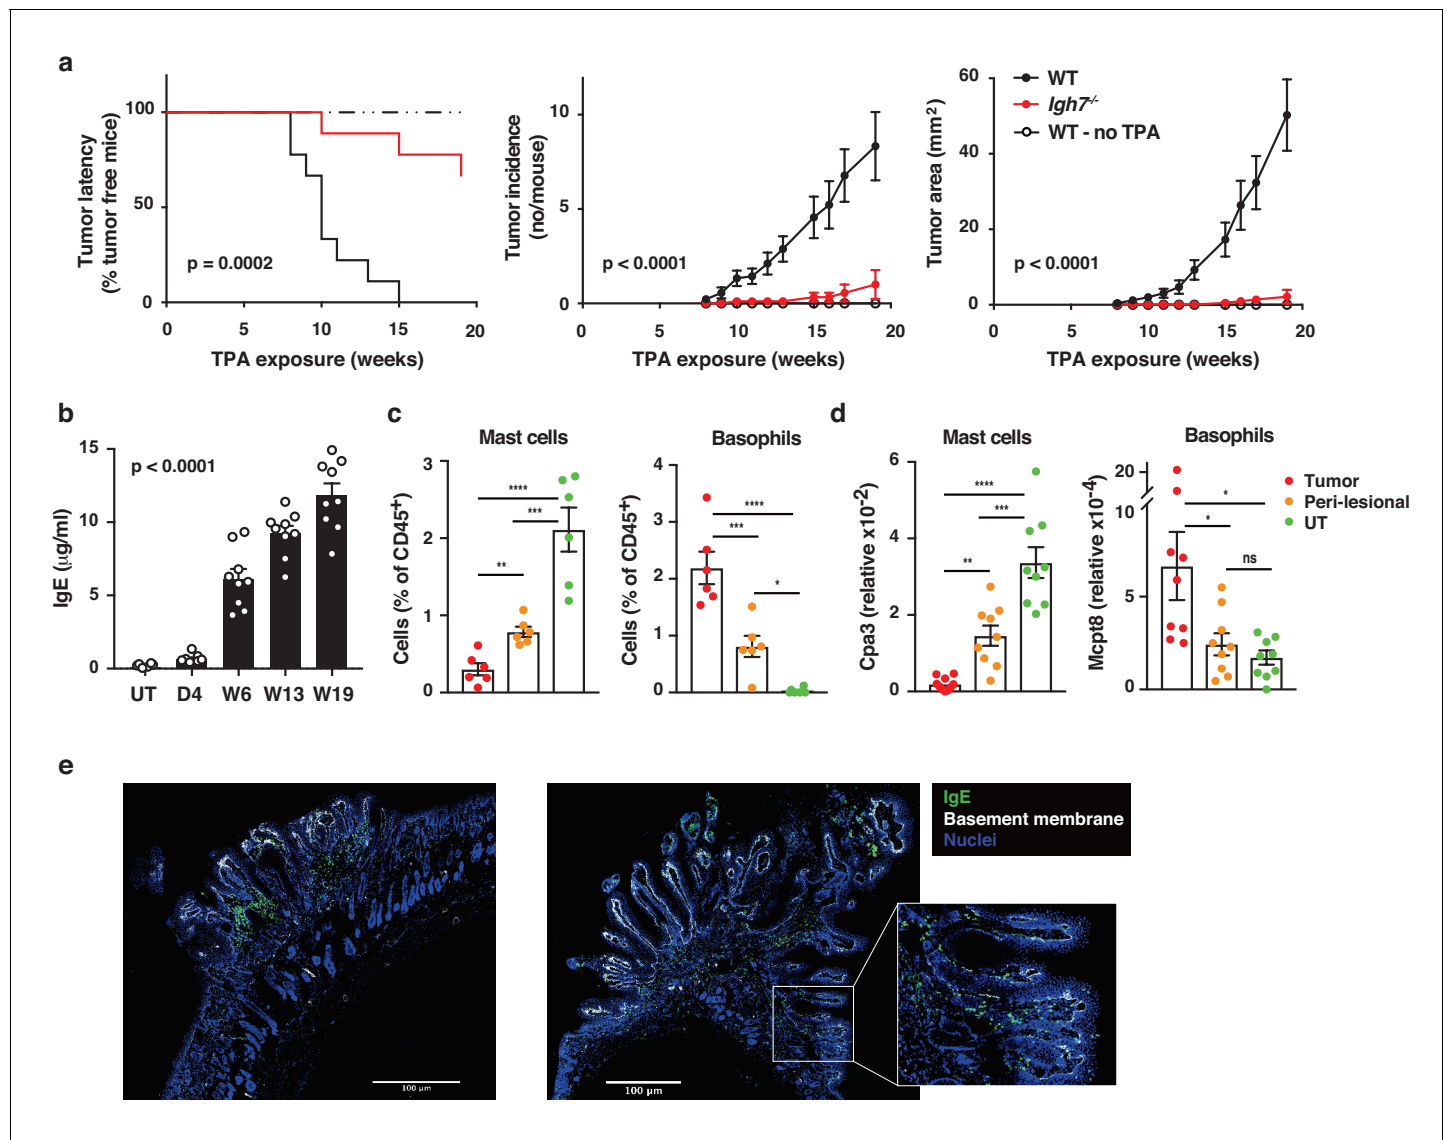 a
Tumor latency
(% tumor free mice)
100
50
0
p = 0.0002
0 5 10 15 20
TPA exposure (weeks)
Tumor incidence
(no/mouse)
10
5
0
p < 0.0001
0 5 10 15 20
TPA exposure (weeks)
Tumor area (mm²)
60
40
20
0
WT
Igh7-/-
WT - no TPA
p < 0.0001
0 5 10 15 20
TPA exposure (weeks)
b
IgE (μg/ml)
15
10
5
0
p < 0.0001
UT D4 W6 W13 W19
c
Mast cells
Cells (% of CD45+)
3
2
1
0
****
***
**
Basophils
Cells (% of CD45+)
4
3
2
1
0
****
***
*
d
Mast cells
Cpa3 (relative x10-2)
6
4
2
0
****
***
**
Basophils
Mcpt8 (relative x10-4)
20
10
5
0
*
*
ns
Tumor
Peri-lesional
UT
e
100 μm
100 μm
IgE
Basement membrane
Nuclei